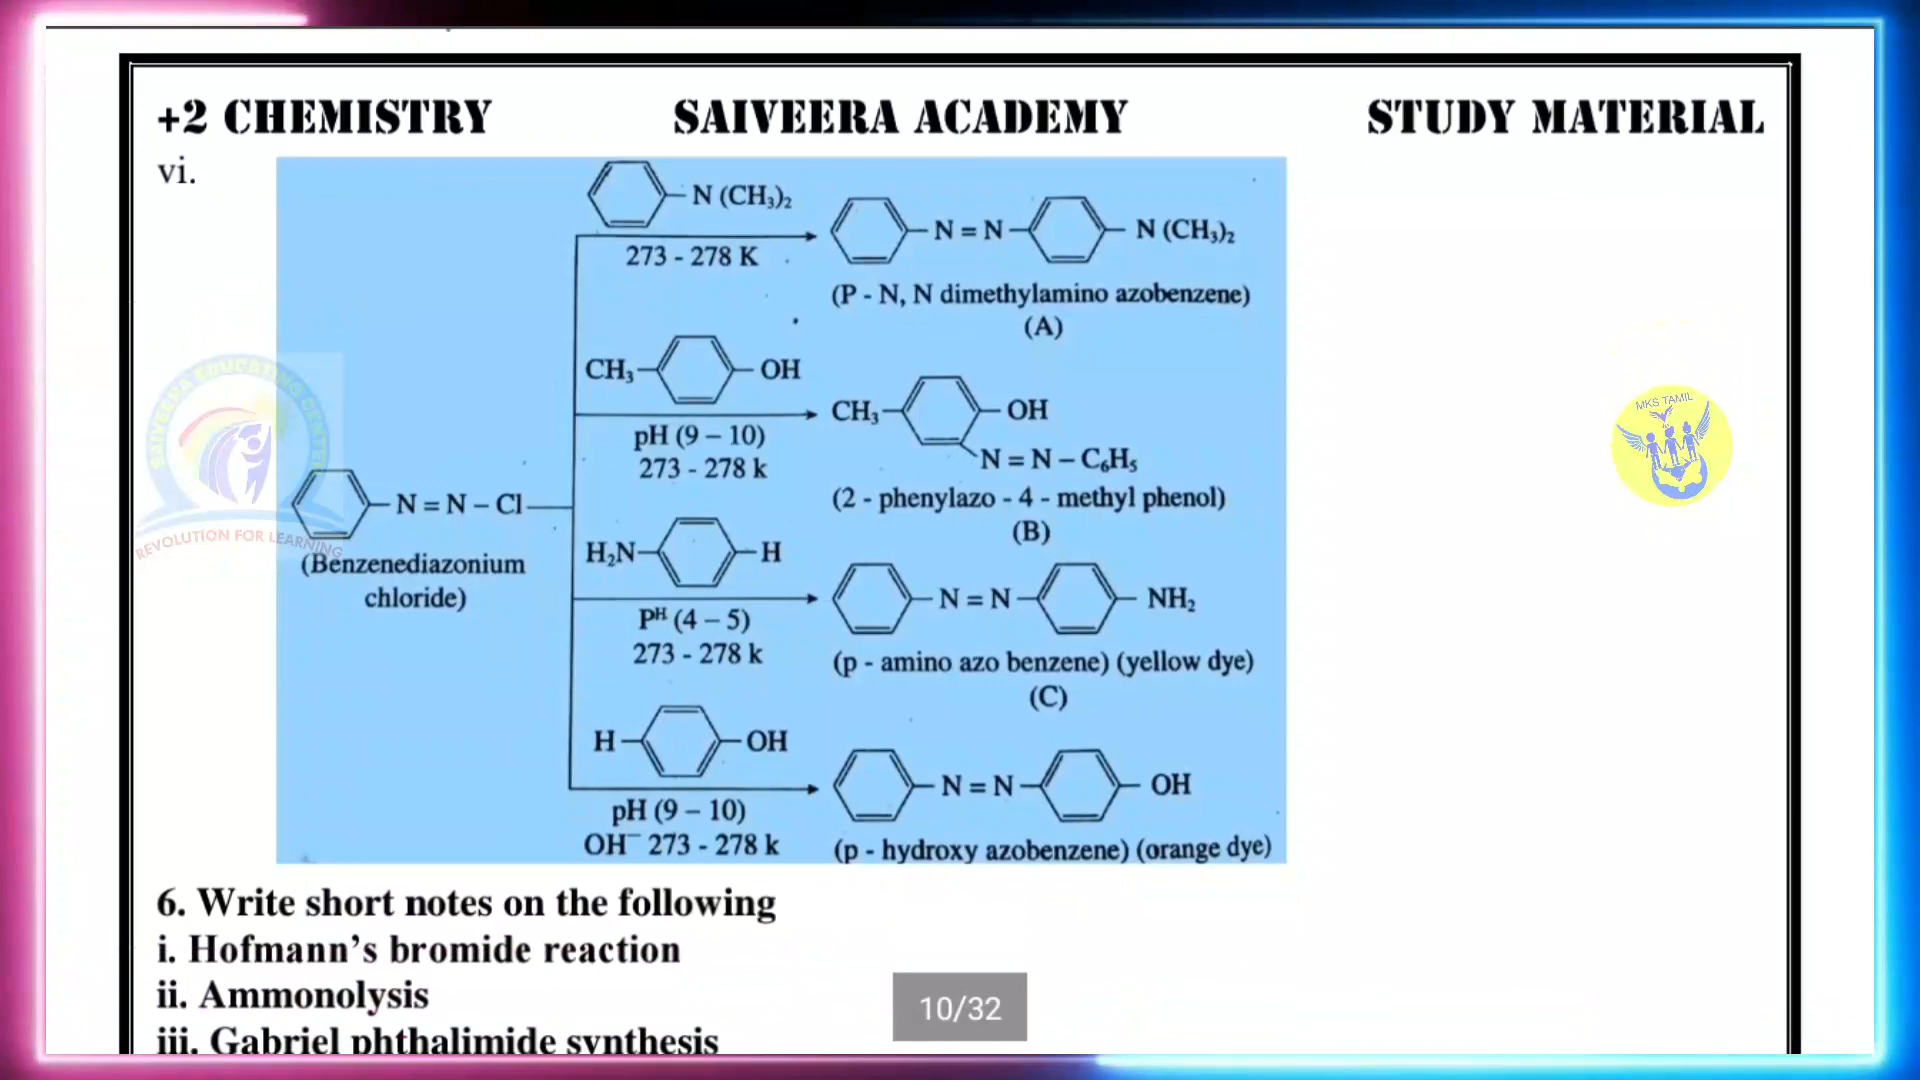 +2 CHEMISTRY SAIVEERA ACADEMY STUDY MATERIAL
vi.
N (CH₃)₂
273 - 278 K
N = N
N (CH₃)₂
(P - N, N dimethylamino azobenzene)
(A)
CH₃
OH
pH (9 – 10)
273 - 278 k
CH₃
OH
N = N – C₆H₅
(2 - phenylazo - 4 - methyl phenol)
(B)
N = N – Cl
(Benzenediazonium
chloride)
H₂N
H
Pᴴ (4 – 5)
273 - 278 k
N = N
NH₂
(p - amino azo benzene) (yellow dye)
(C)
H
OH
pH (9 – 10)
OH⁻ 273 - 278 k
N = N
OH
(p - hydroxy azobenzene) (orange dye)
SAIVEERA EDUCATING CENTER
REVOLUTION FOR LEARNING
MKS TAMIL
6. Write short notes on the following
i. Hofmann’s bromide reaction
ii. Ammonolysis
iii. Gabriel phthalimide synthesis
10/32